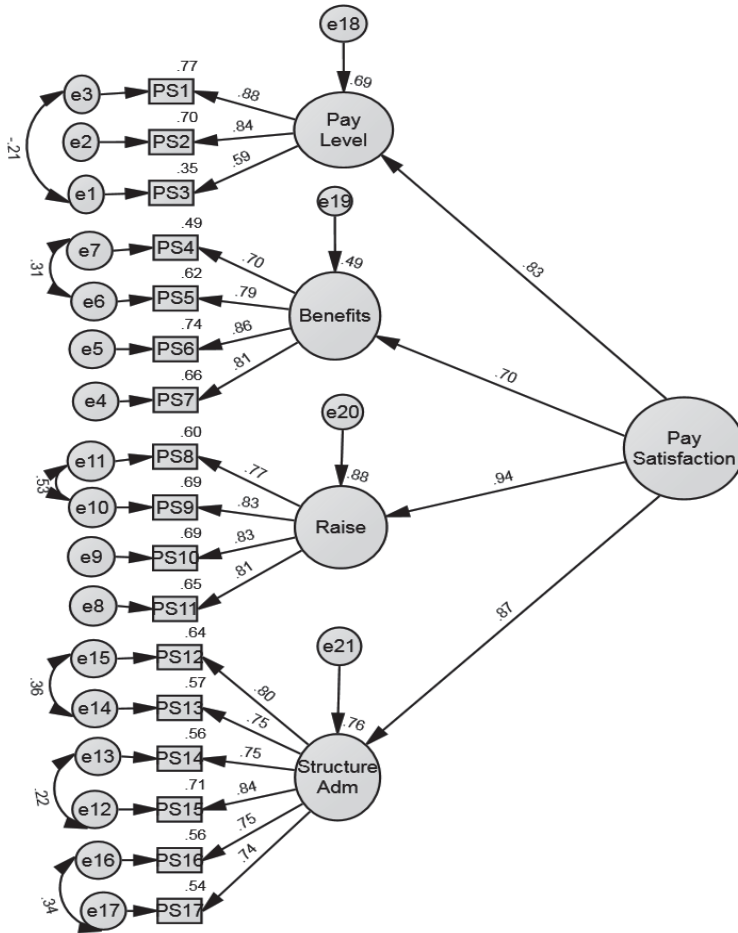 e18
.77
.69
e3
PS1
.88
Pay
Level
.70
e2
PS2
.84
-.21
.35
.59
e1
PS3
e19
.49
.49
e7
PS4
.70
.83
.31
.62
e6
PS5
.79
Benefits
.74
e5
PS6
.86
.66
.81
.70
e4
PS7
e20
.60
Pay
Satisfaction
e11
PS8
.77
.88
.94
.53
.69
e10
PS9
.83
Raise
.69
e9
PS10
.83
.65
.81
e8
PS11
.64
e21
.87
e15
PS12
.80
.36
.57
e14
PS13
.75
.76
.56
e13
PS14
.75
Structure
Adm
.22
.71
e12
PS15
.84
.56
.75
e16
PS16
.74
.34
.54
e17
PS17